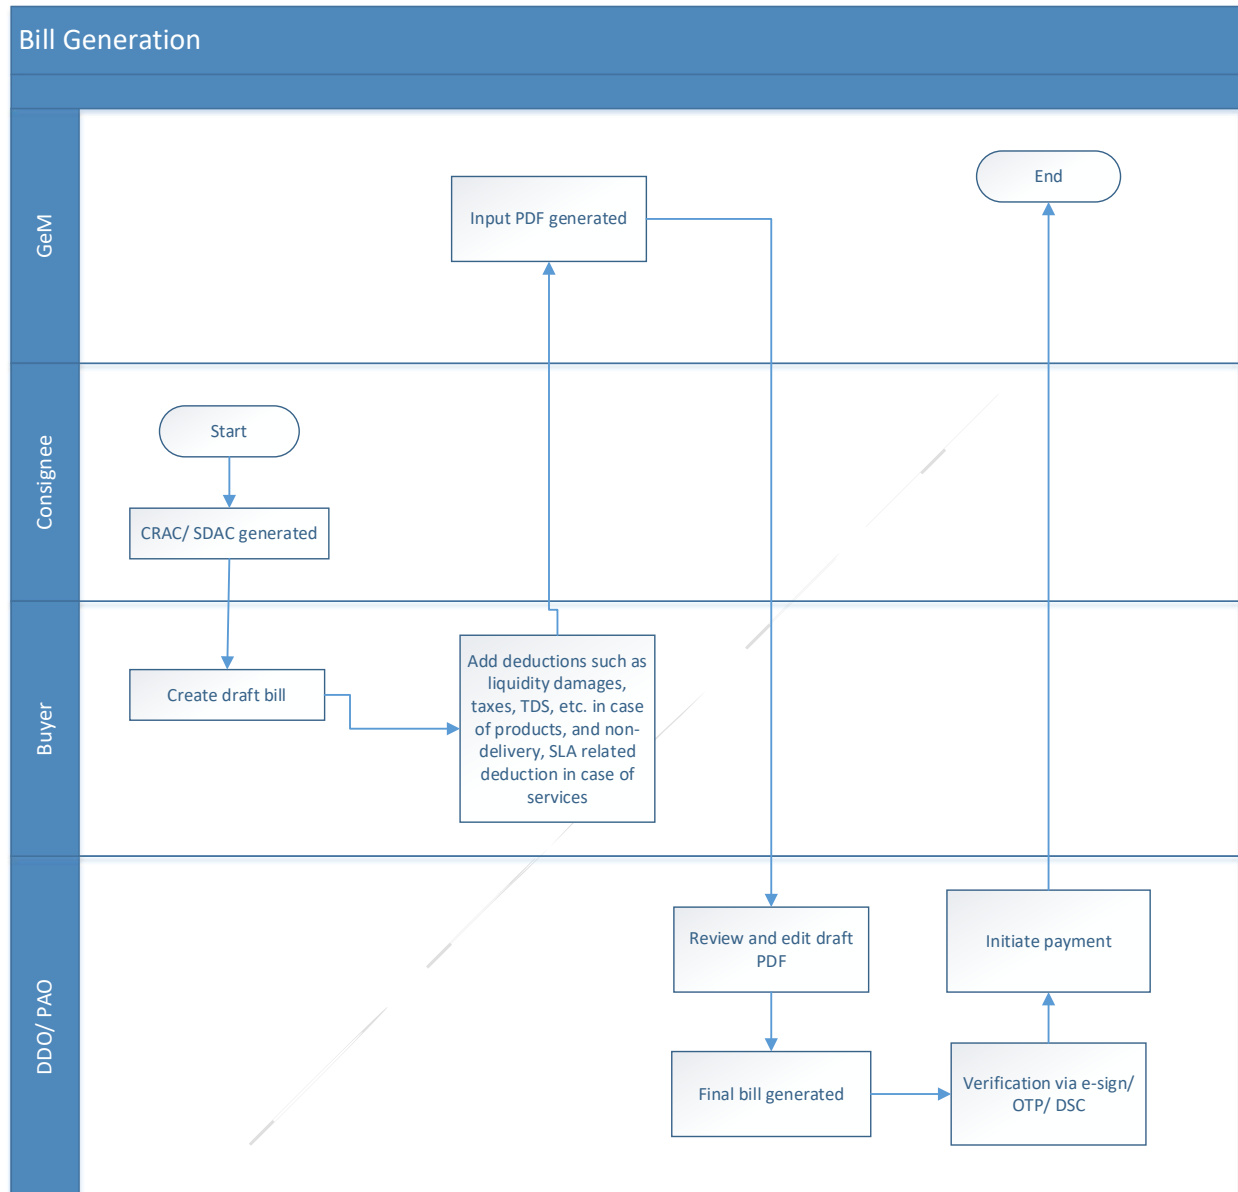 Bill Generation
GeM
Input PDF generated
End
Consignee
Start
CRAC/ SDAC generated
Buyer
Create draft bill
Add deductions such as
liquidity damages,
taxes, TDS, etc. in case
of products, and non-
delivery, SLA related
deduction in case of
services
DDO/ PAO
Review and edit draft
PDF
Initiate payment
Final bill generated
Verification via e-sign/
OTP/ DSC